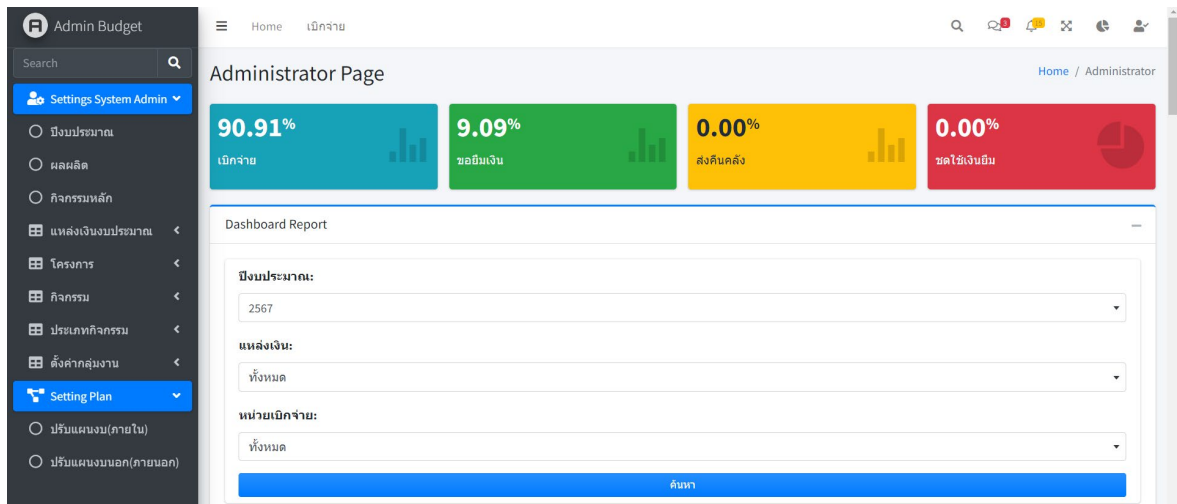 Admin Budget
Home เบิกจ่าย
3
15
Search
Administrator Page
Home / Administrator
Settings System Admin
ปีงบประมาณ
ผลผลิต
กิจกรรมหลัก
แหล่งเงินงบประมาณ
โครงการ
กิจกรรม
ประเภทกิจกรรม
ตั้งค่ากลุ่มงาน
Setting Plan
ปรับแผนงบ(ภายใน)
ปรับแผนงบนอก(ภายนอก)
90.91%
เบิกจ่าย
9.09%
ขอยืมเงิน
0.00%
ส่งคืนคลัง
0.00%
ชดใช้เงินยืม
Dashboard Report
ปีงบประมาณ:
2567
แหล่งเงิน:
ทั้งหมด
หน่วยเบิกจ่าย:
ทั้งหมด
ค้นหา